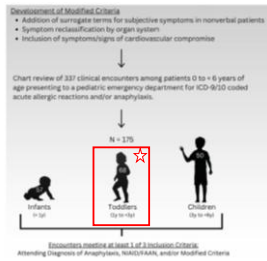 Development of Modified Criteria
• Addition of surrogate terms for subjective symptoms in nonverbal patients
• Symptom reclassification by organ system
• Inclusion of symptoms/signs of cardiovascular compromise
Chart review of 337 clinical encounters among patients 0 to < 6 years of
age presenting to a pediatric emergency department for ICD-9/10 coded
acute allergic reactions and/or anaphylaxis.
N = 175
Infants
Toddlers
Children
Encounters meeting at least 1 of 3 Inclusion Criteria:
Attending Diagnosis of Anaphylaxis, NIAID/FAAN, and/or Modified Criteria